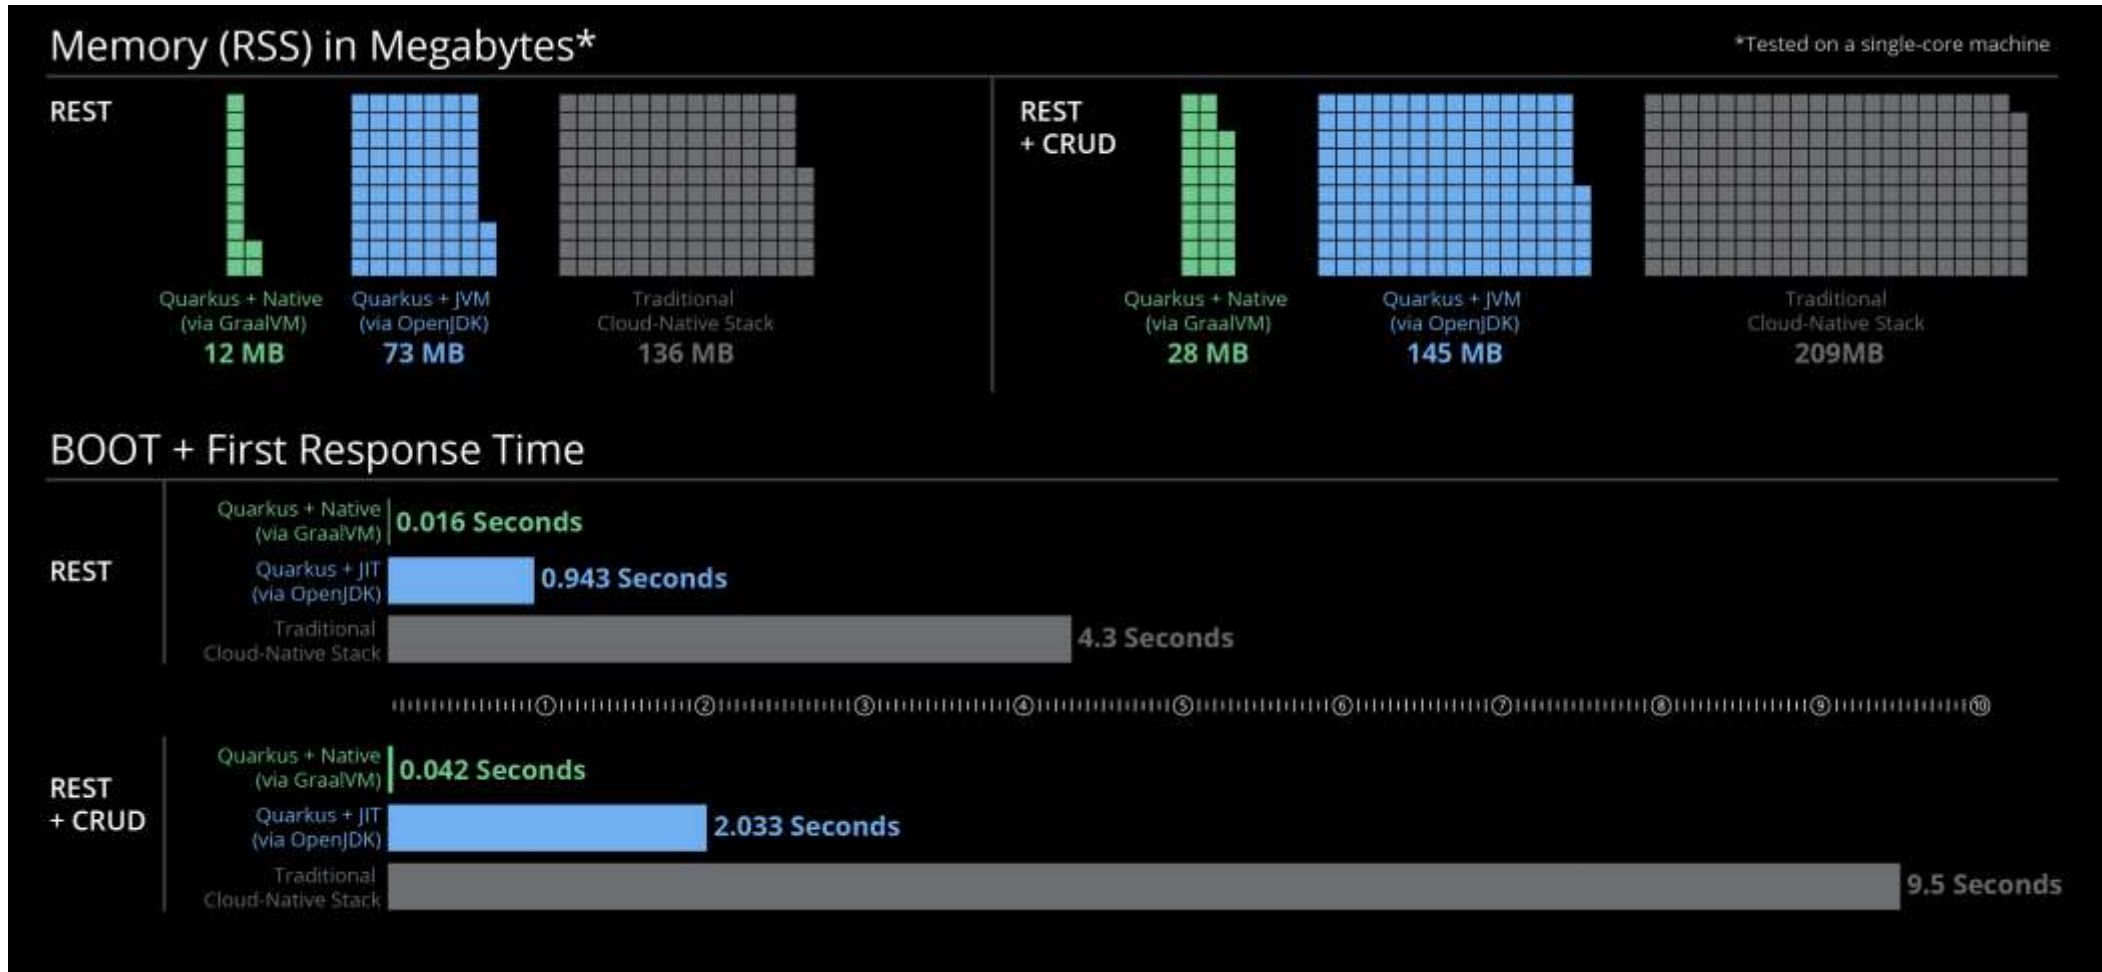 Memory (RSS) in Megabytes*
*Tested on a single-core machine
REST
Quarkus + Native
(via GraalVM)
12 MB
Quarkus + JVM
(via OpenJDK)
73 MB
Traditional
Cloud-Native Stack
136 MB
REST
+ CRUD
Quarkus + Native
(via GraalVM)
28 MB
Quarkus + JVM
(via OpenJDK)
145 MB
Traditional
Cloud-Native Stack
209MB
BOOT + First Response Time
REST
Quarkus + Native
(via GraalVM)
0.016 Seconds
Quarkus + JIT
(via OpenJDK)
0.943 Seconds
Traditional
Cloud-Native Stack
4.3 Seconds
1 2 3 4 5 6 7 8 9 10
REST
+ CRUD
Quarkus + Native
(via GraalVM)
0.042 Seconds
Quarkus + JIT
(via OpenJDK)
2.033 Seconds
Traditional
Cloud-Native Stack
9.5 Seconds